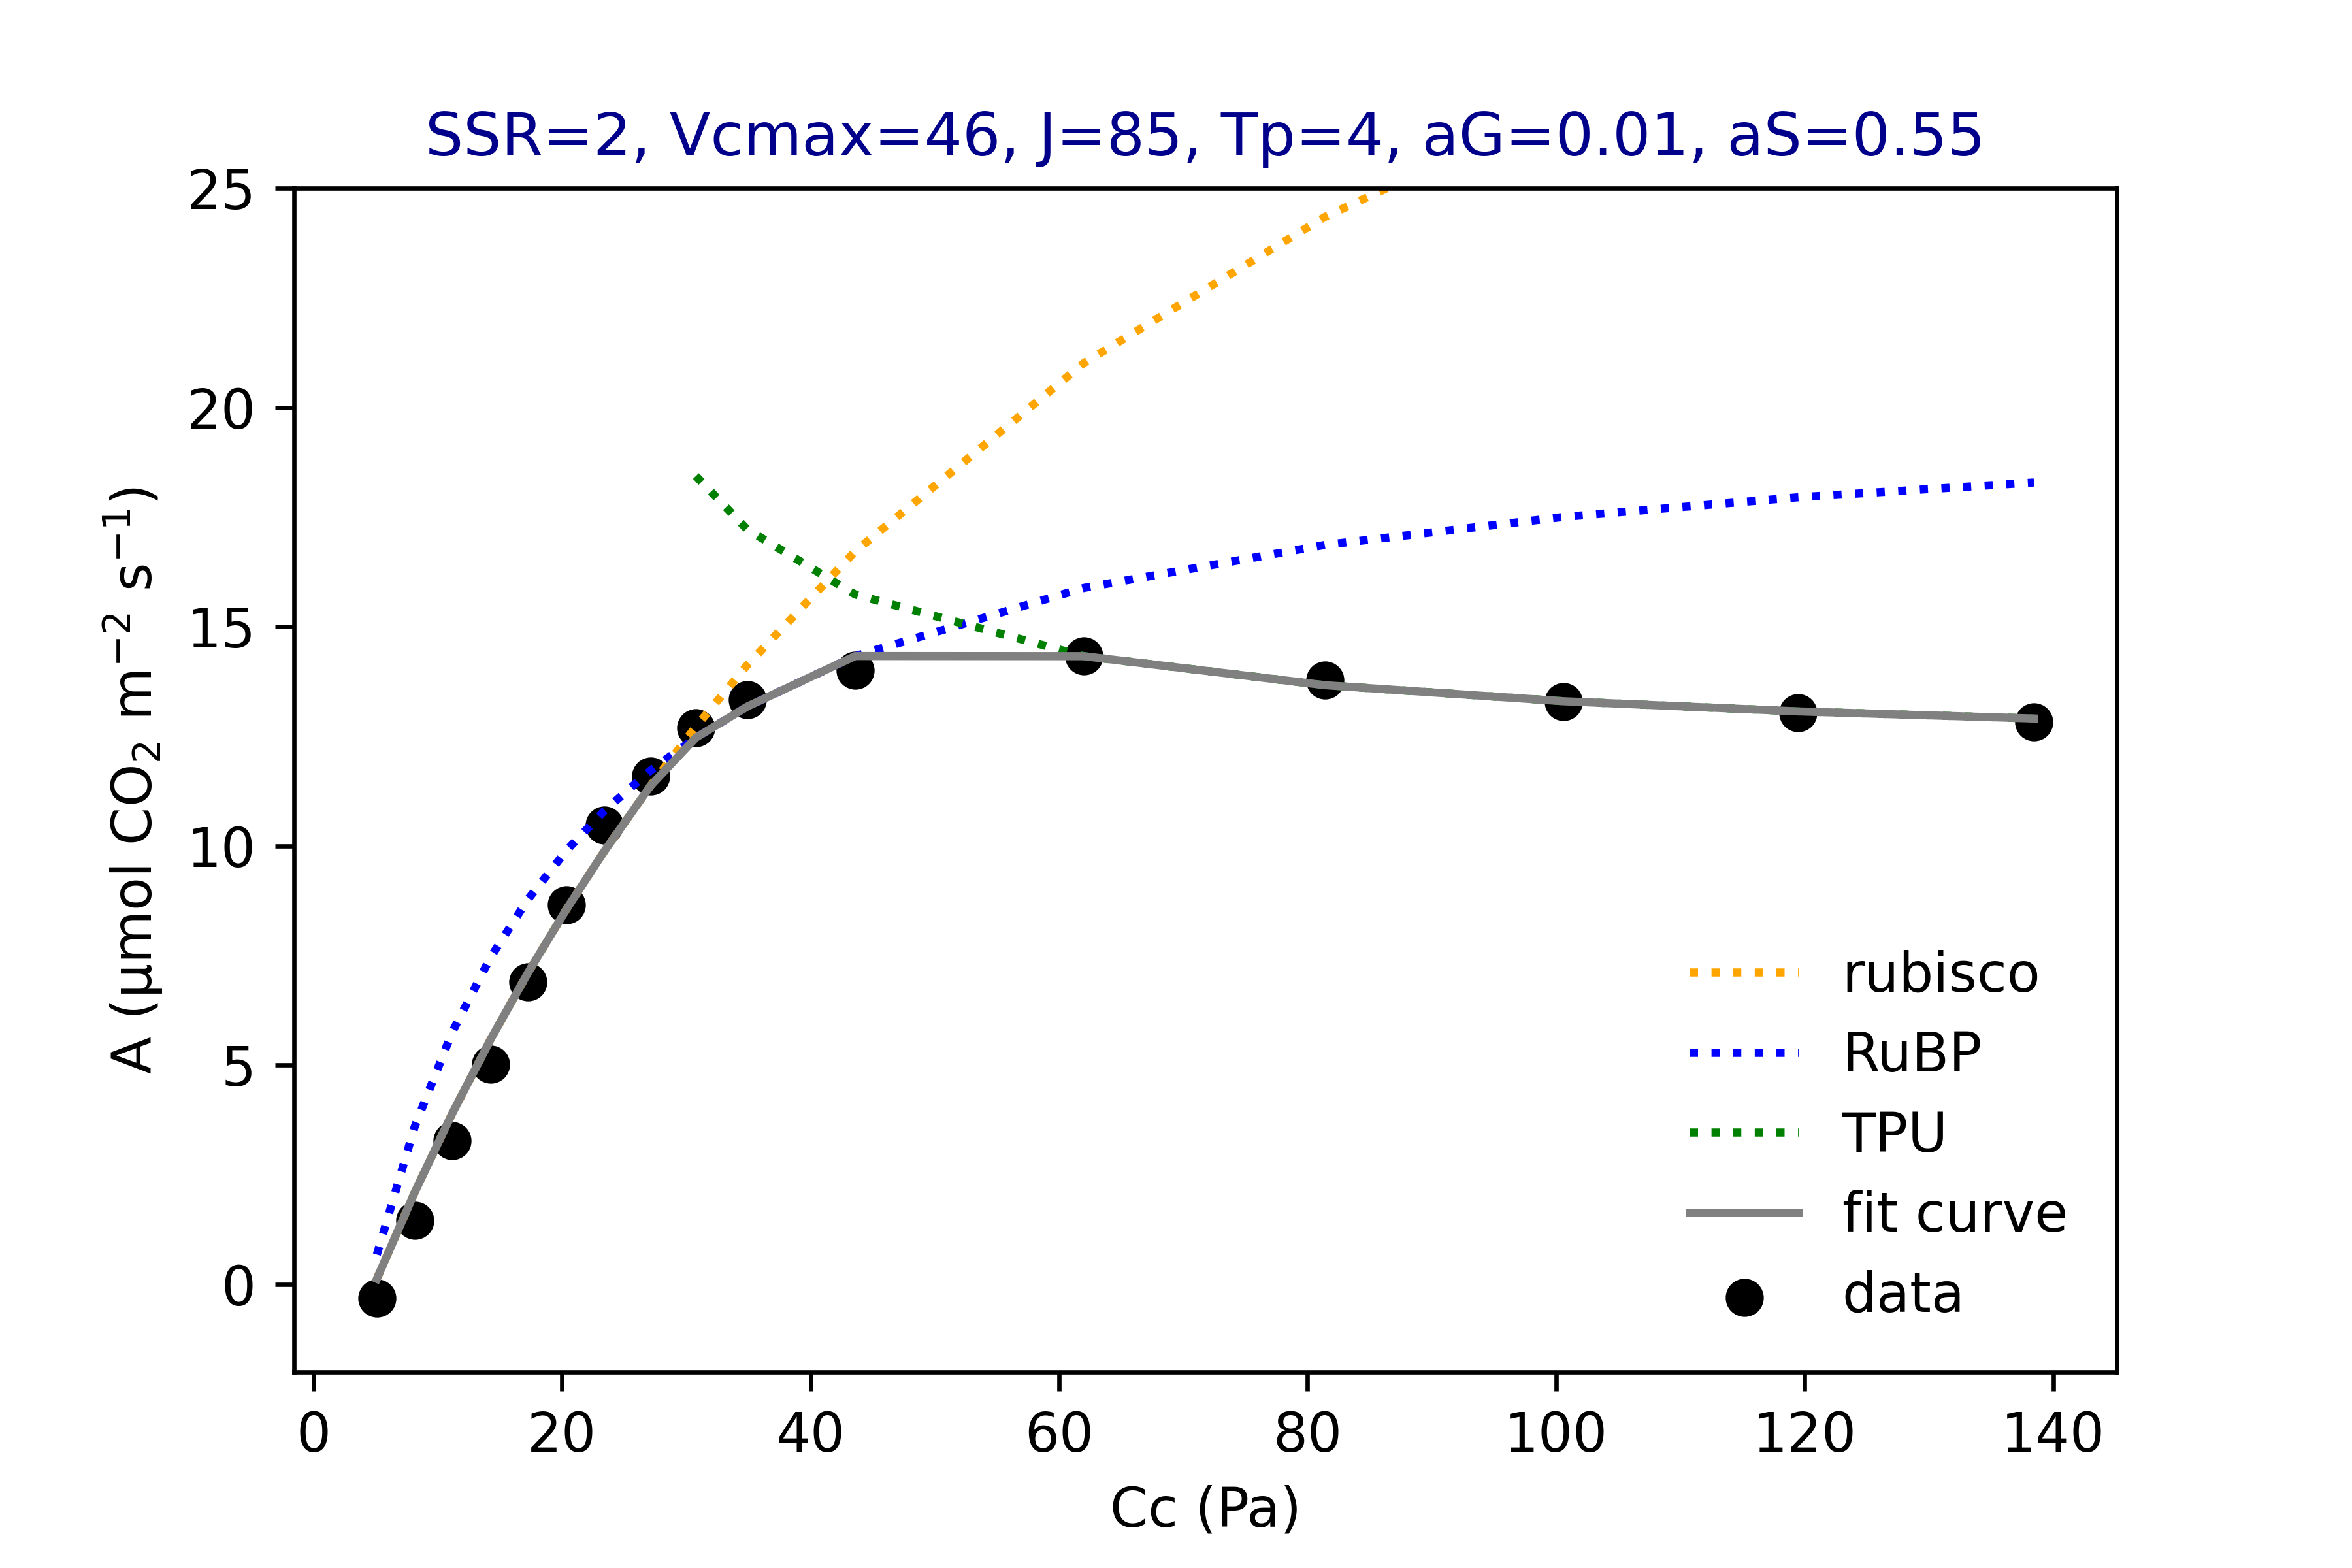 SSR=2, Vcmax=46, J=85, Tp=4, aG=0.01, aS=0.55
25
20
15
10
5
0
A (µmol CO₂ m⁻² s⁻¹)
rubisco
RuBP
TPU
fit curve
data
0 20 40 60 80 100 120 140
Cc (Pa)